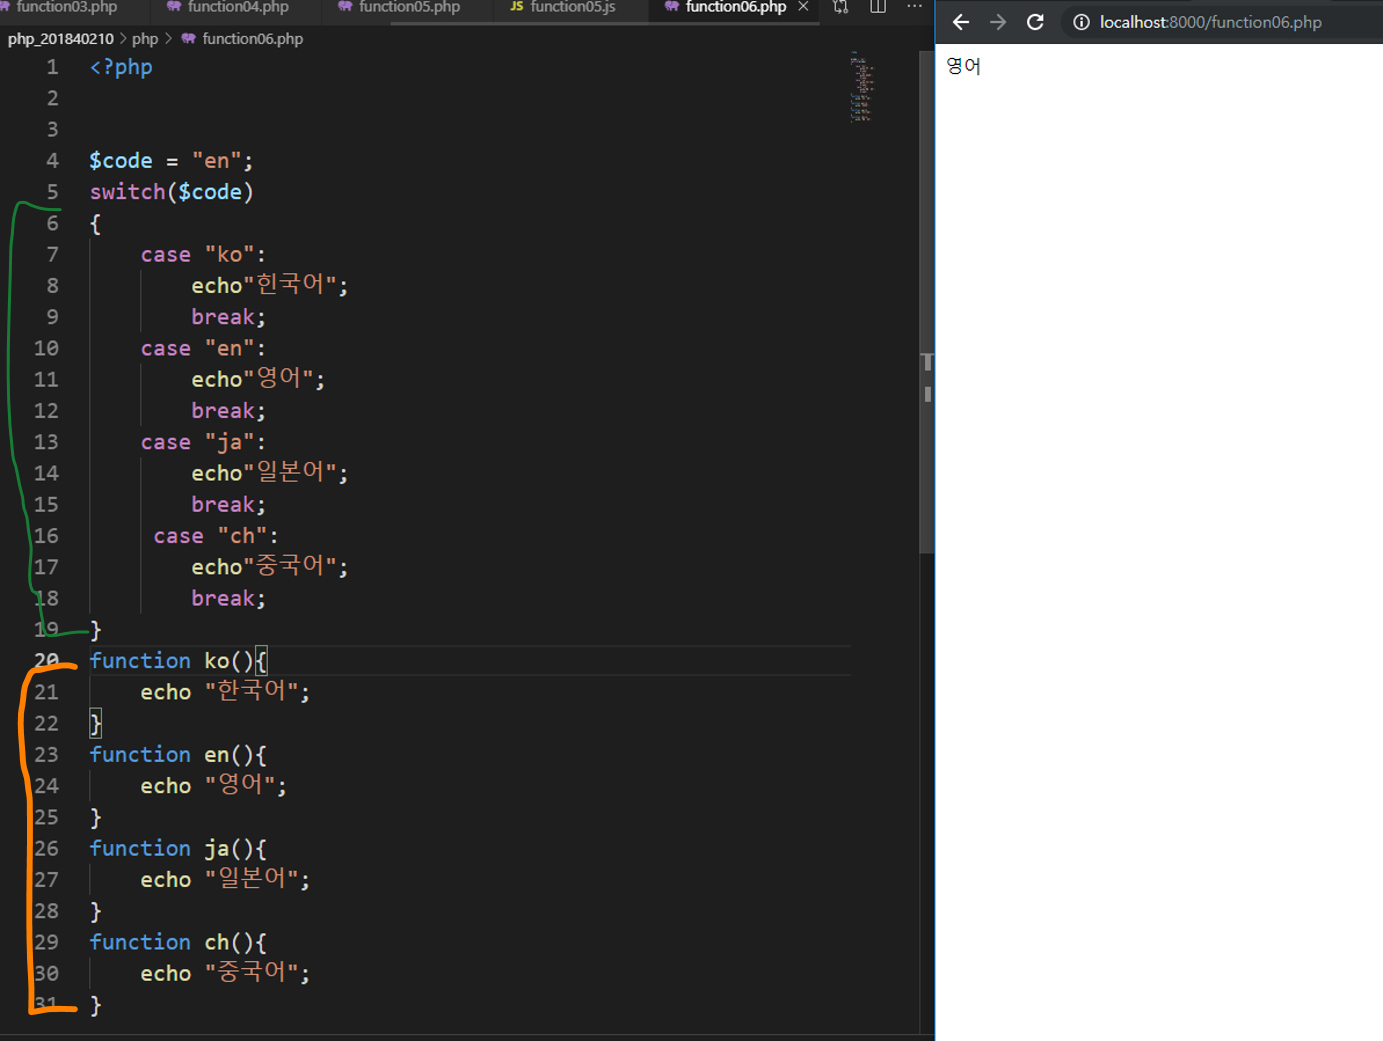 function03.php function04.php function05.php JS function05.js function06.php
php_201840210 > php > function06.php
1 <?php
2
3
4 $code = "en";
5 switch($code)
6 {
7 case "ko":
8 echo"힌국어";
9 break;
10 case "en":
11 echo"영어";
12 break;
13 case "ja":
14 echo"일본어";
15 break;
16 case "ch":
17 echo"중국어";
18 break;
19 }
20 function ko(){
21 echo "한국어";
22 }
23 function en(){
24 echo "영어";
25 }
26 function ja(){
27 echo "일본어";
28 }
29 function ch(){
30 echo "중국어";
31 }
localhost:8000/function06.php
영어